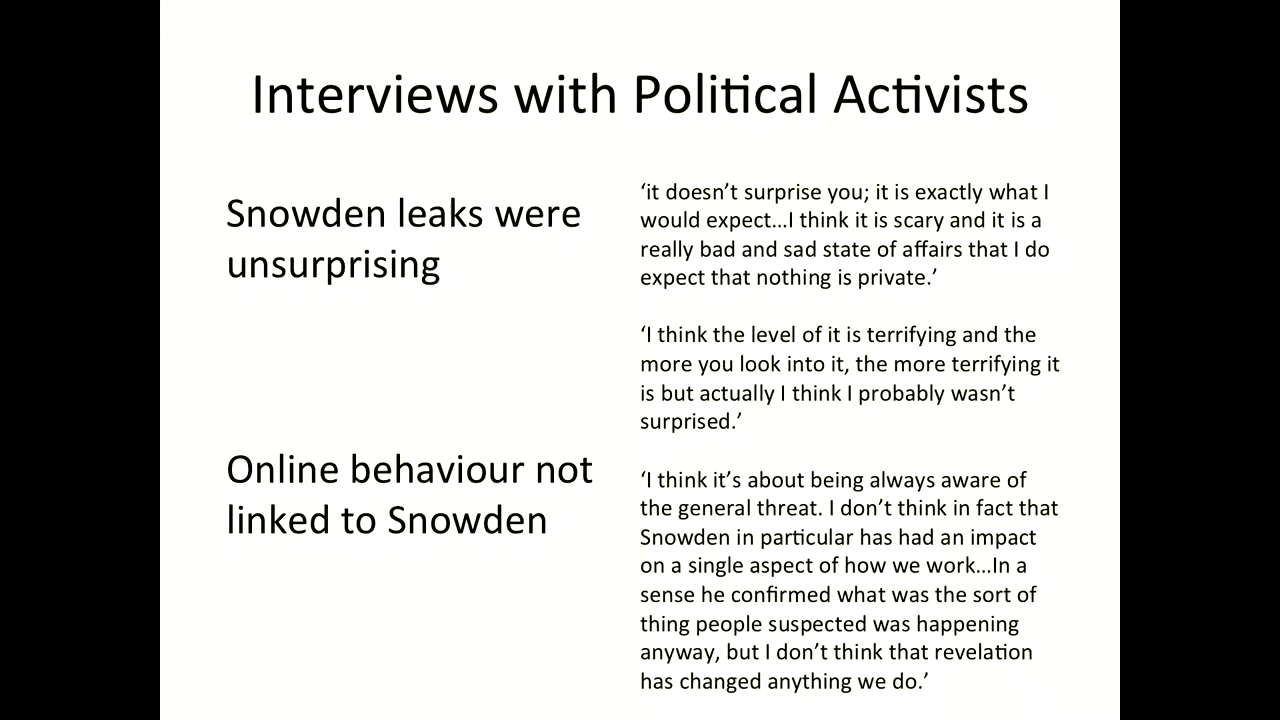 Interviews with Political Activists
Snowden leaks were
unsurprising
Online behaviour not
linked to Snowden
‘it doesn’t surprise you; it is exactly what I
would expect…I think it is scary and it is a
really bad and sad state of affairs that I do
expect that nothing is private.’
‘I think the level of it is terrifying and the
more you look into it, the more terrifying it
is but actually I think I probably wasn’t
surprised.’
‘I think it’s about being always aware of
the general threat. I don’t think in fact that
Snowden in particular has had an impact
on a single aspect of how we work…In a
sense he confirmed what was the sort of
thing people suspected was happening
anyway, but I don’t think that revelation
has changed anything we do.’